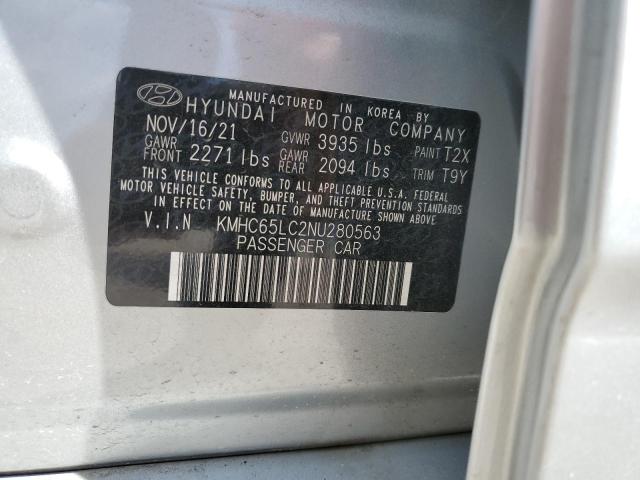 MANUFACTURED IN KOREA BY
HYUNDAI MOTOR COMPANY
NOV/16/21 GVWR 3935 lbs PAINT T2X
GAWR FRONT 2271 lbs GAWR REAR 2094 lbs TRIM T9Y
THIS VEHICLE CONFORMS TO ALL APPLICABLE U.S.A. FEDERAL
MOTOR VEHICLE SAFETY, BUMPER, AND THEFT PREVENTION STANDARDS
IN EFFECT ON THE DATE OF MANUFACTURE SHOWN ABOVE.
V.I.N KMHC65LC2NU280563
PASSENGER CAR